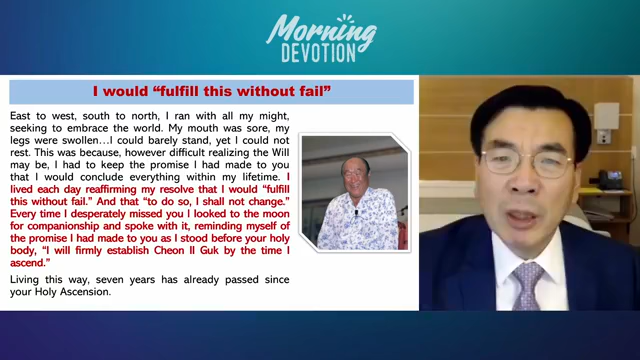 Morning
DEVOTION
I would “fulfill this without fail”
East to west, south to north, I ran with all my might,
seeking to embrace the world. My mouth was sore, my
legs were swollen...I could barely stand, yet I could not
rest. This was because, however difficult realizing the Will
may be, I had to keep the promise I had made to you
that I would conclude everything within my lifetime. I
lived each day reaffirming my resolve that I would “fulfill
this without fail.” And that “to do so, I shall not change.”
Every time I desperately missed you I looked to the moon
for companionship and spoke with it, reminding myself of
the promise I had made to you as I stood before your holy
body, “I will firmly establish Cheon Il Guk by the time I
ascend.”
Living this way, seven years has already passed since
your Holy Ascension.